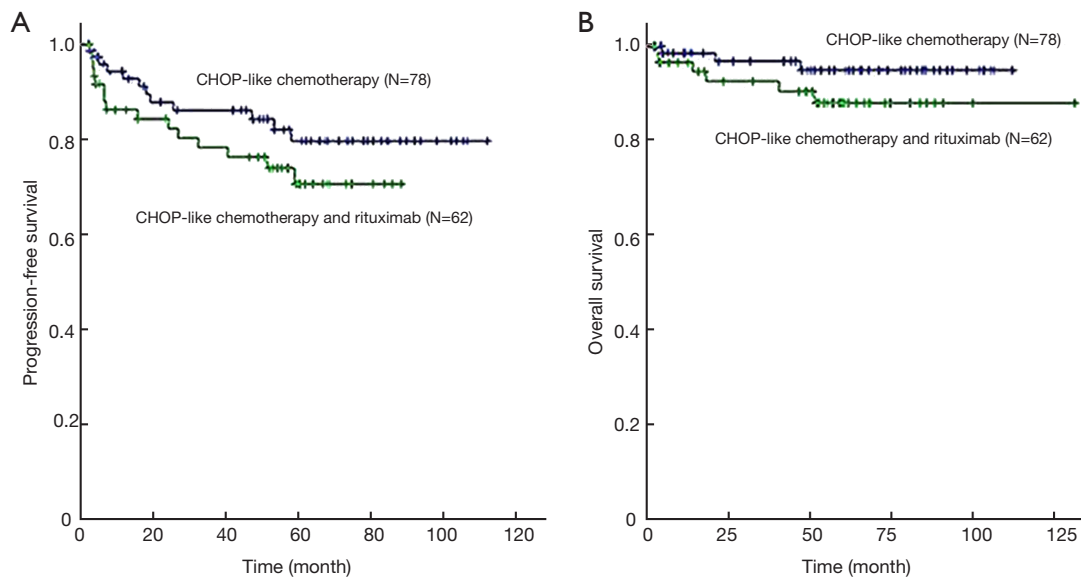 A
Progression-free survival
1.0
0.8
0.6
0.4
0.2
0
CHOP-like chemotherapy (N=78)
CHOP-like chemotherapy and rituximab (N=62)
0 20 40 60 80 100 120
Time (month)
B
Overall survival
1.0
0.8
0.6
0.4
0.2
0
CHOP-like chemotherapy (N=78)
CHOP-like chemotherapy and rituximab (N=62)
0 25 50 75 100 125
Time (month)